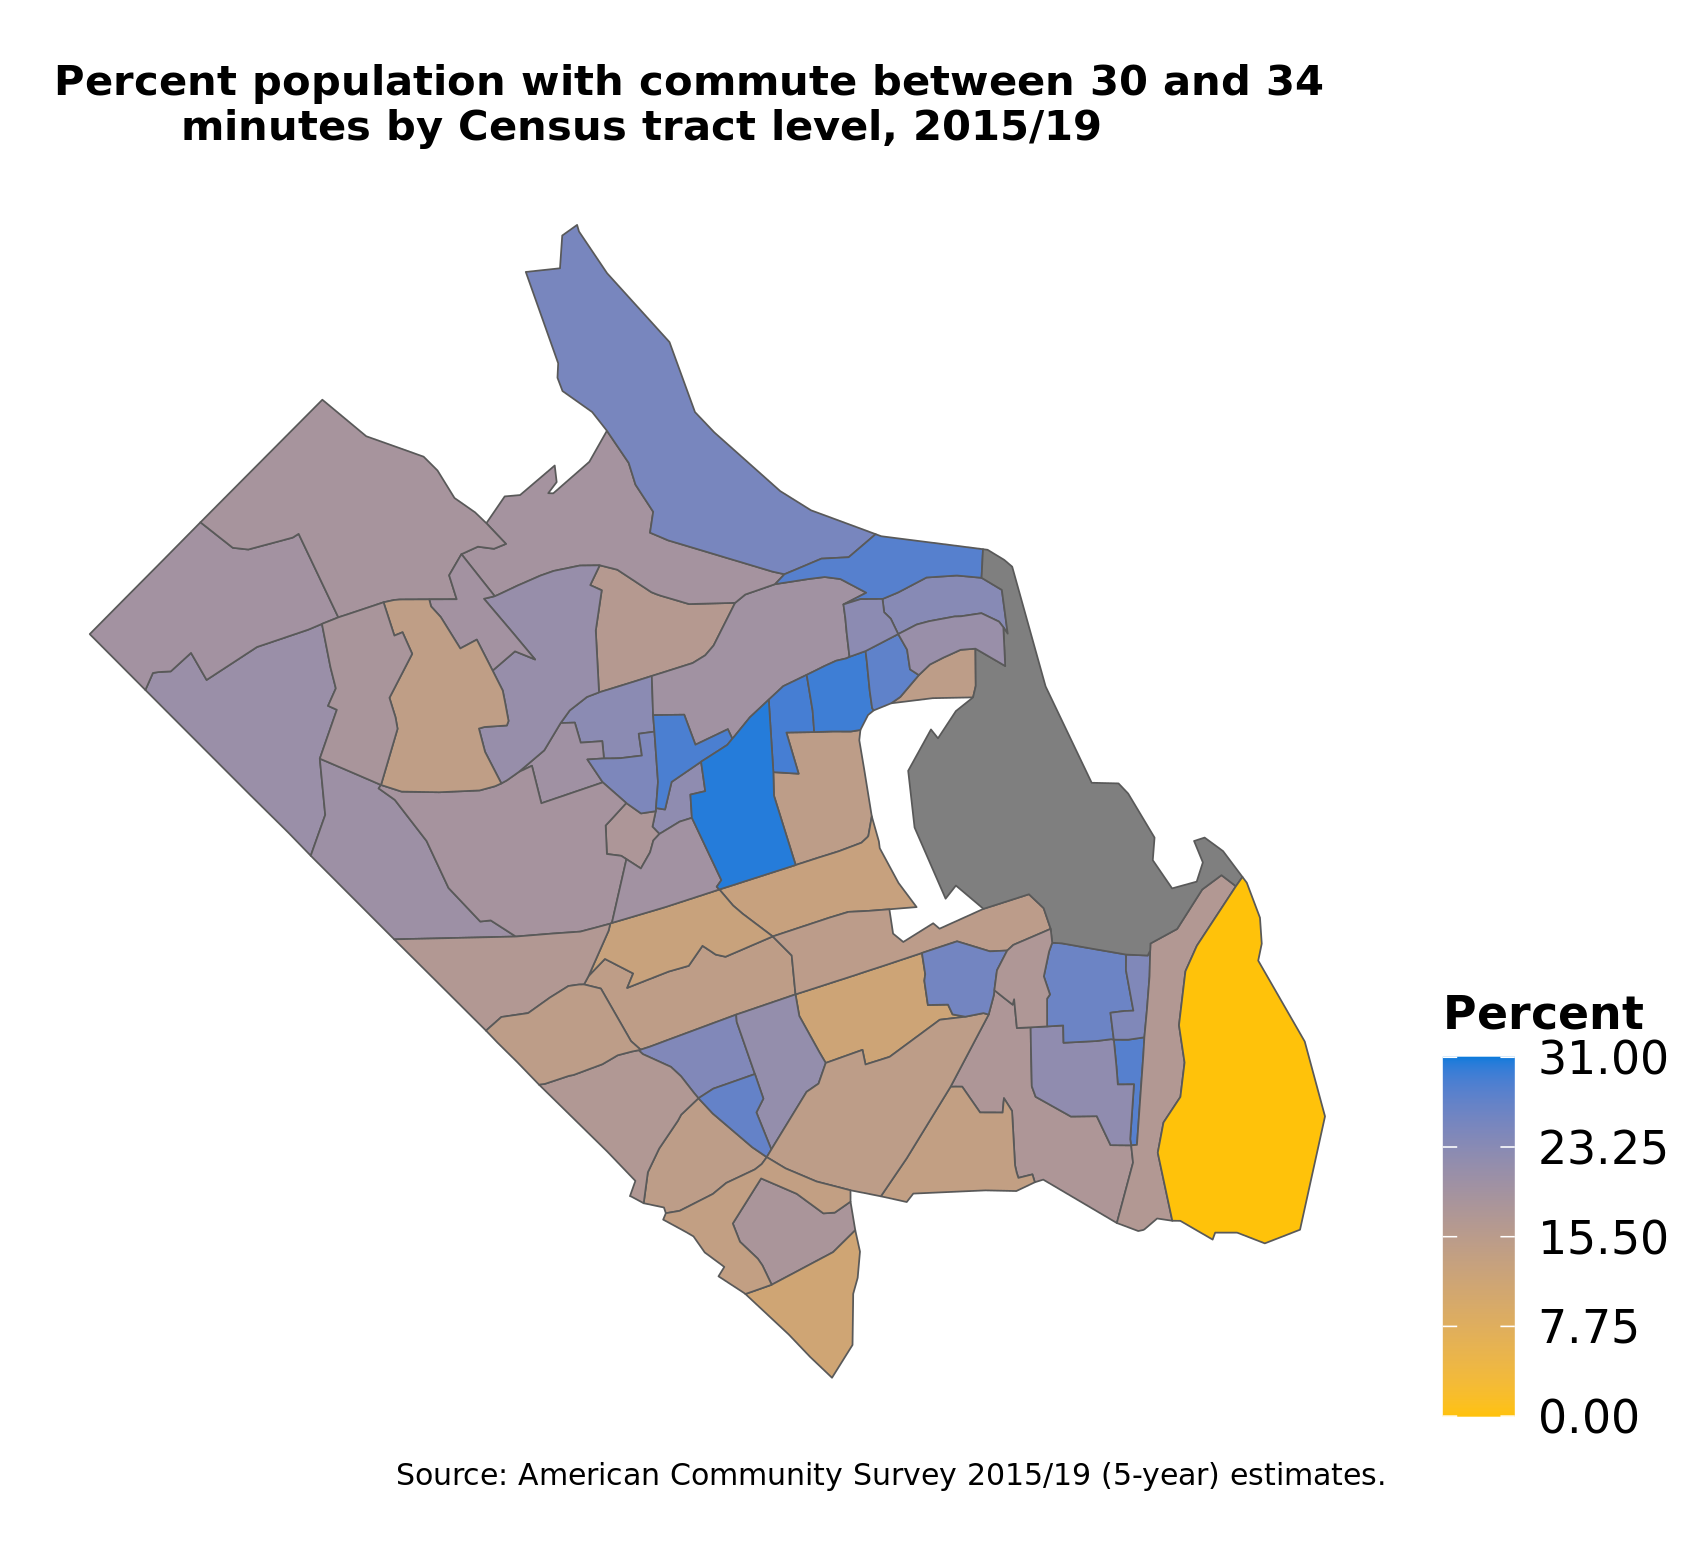 Percent population with commute between 30 and 34
minutes by Census tract level, 2015/19
Percent
31.00
23.25
15.50
7.75
0.00
Source: American Community Survey 2015/19 (5-year) estimates.